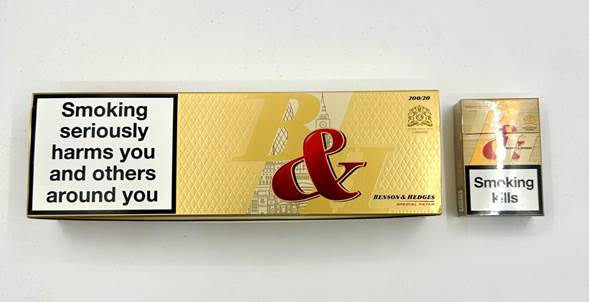 Smoking
seriously
harms you
and others
around you
B&H
200/20
BENSON & HEDGES
SPECIAL FILTER
&
Smoking
kills